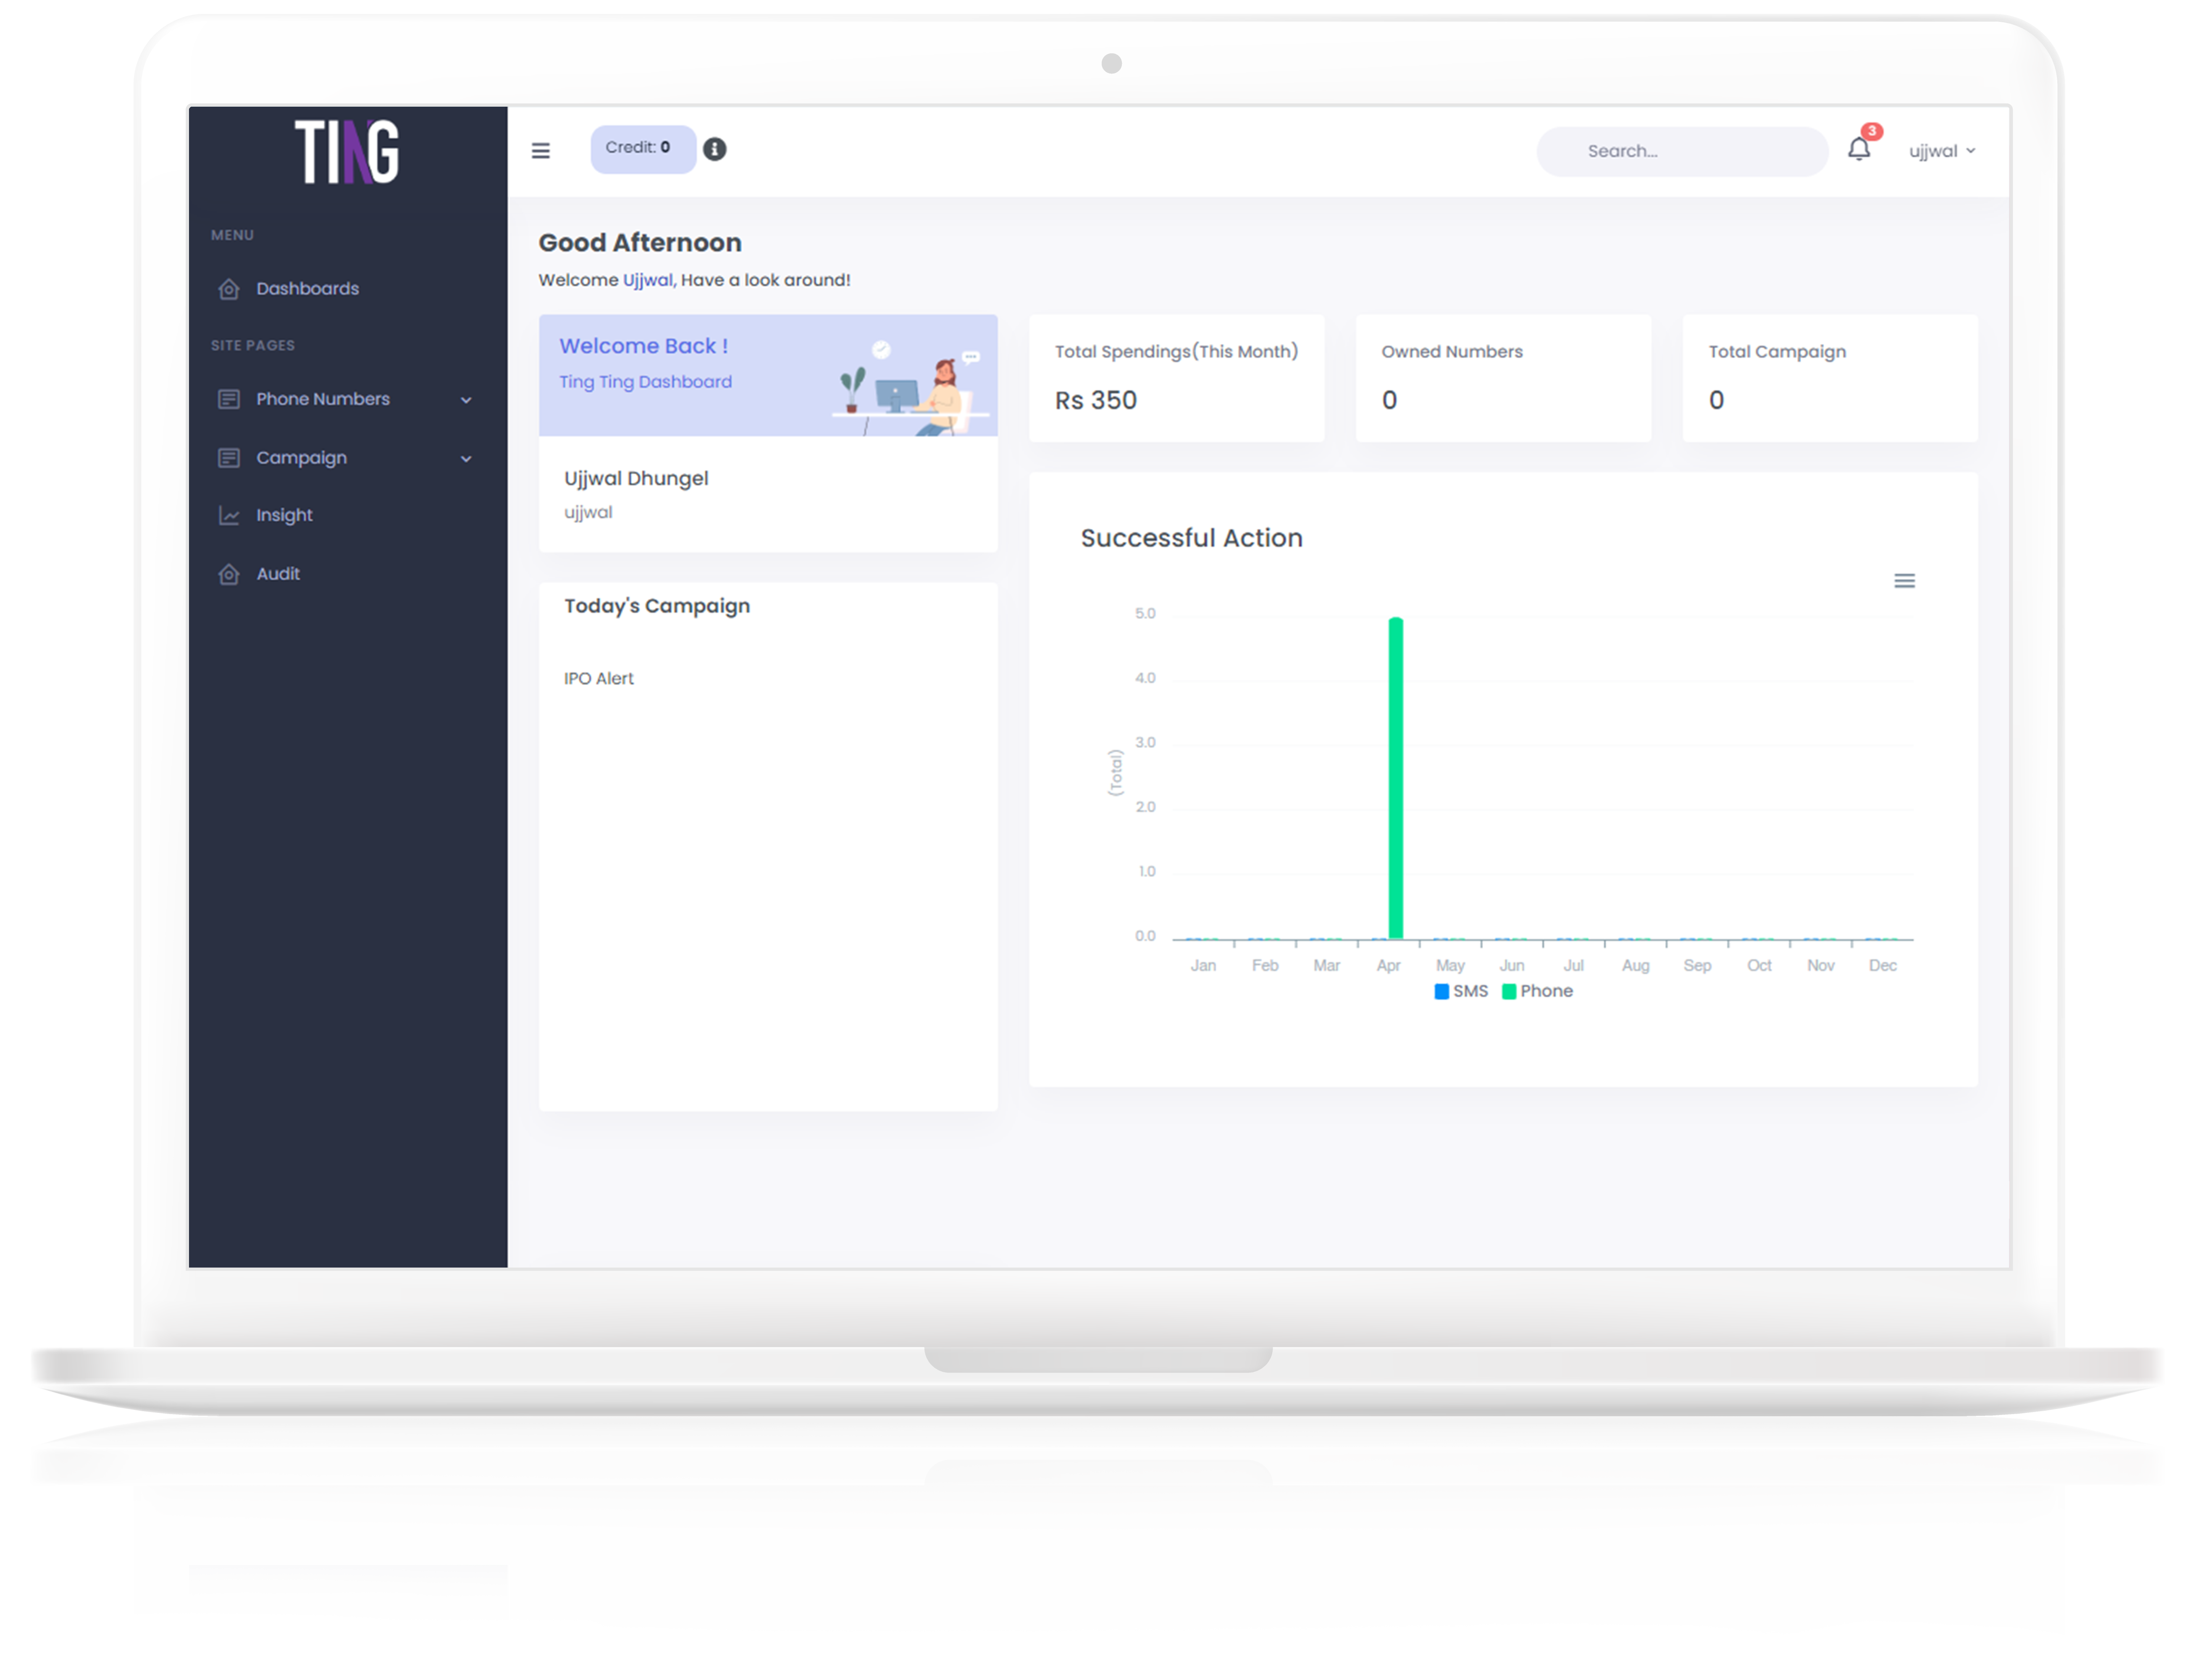 TING
Credit: 0
Search...
3
ujjwal
MENU
Dashboards
SITE PAGES
Phone Numbers
Campaign
Insight
Audit
Good Afternoon
Welcome Ujjwal, Have a look around!
Welcome Back !
Ting Ting Dashboard
Ujjwal Dhungel
ujjwal
Today's Campaign
IPO Alert
Total Spendings(This Month)
Rs 350
Owned Numbers
0
Total Campaign
0
Successful Action
5.0
4.0
3.0
2.0
1.0
0.0
(Total)
Jan Feb Mar Apr May Jun Jul Aug Sep Oct Nov Dec
SMS Phone